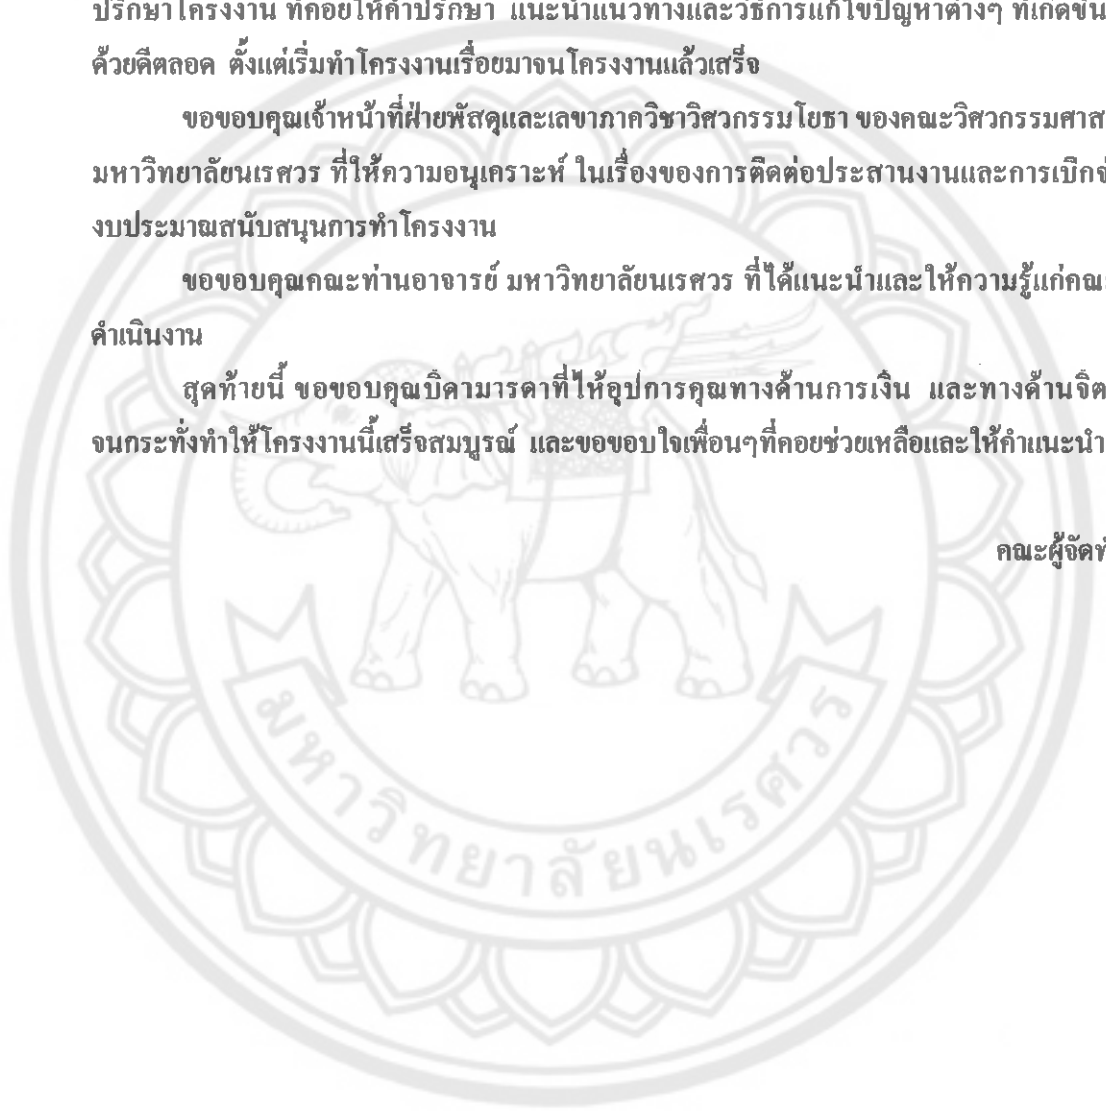 ปรึกษาโครงงาน ที่คอยให้คำปรึกษา แนะนำแนวทางและวิธีการแก้ไขปัญหาต่างๆ ที่เกิดขึ้น
ด้วยดีตลอด ตั้งแต่เริ่มทำโครงงานเรื่อยมาจนโครงงานแล้วเสร็จ
ขอขอบคุณเจ้าหน้าที่ฝ่ายพัสดุและเลขาภาควิชาวิศวกรรมโยธา ของคณะวิศวกรรมศาส
มหาวิทยาลัยนเรศวร ที่ให้ความอนุเคราะห์ ในเรื่องของการติดต่อประสานงานและการเบิกจ่
งบประมาณสนับสนุนการทำโครงงาน
ขอขอบคุณคณะท่านอาจารย์ มหาวิทยาลัยนเรศวร ที่ได้แนะนำและให้ความรู้แก่คณะ
ดำเนินงาน
สุดท้ายนี้ ขอขอบคุณบิดามารดาที่ให้อุปการคุณทางด้านการเงิน และทางด้านจิต
จนกระทั่งทำให้โครงงานนี้เสร็จสมบูรณ์ และขอขอบใจเพื่อนๆที่คอยช่วยเหลือและให้คำแนะนำ
คณะผู้จัดทำ
มหาวิทยาลัยนเรศวร